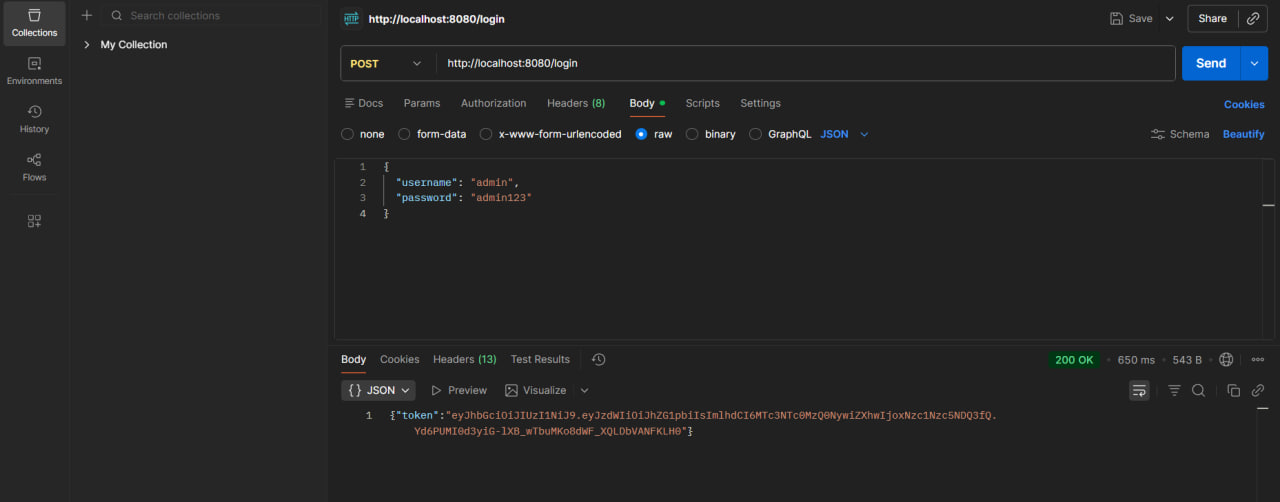 Collections
Environments
History
Flows
Search collections
My Collection
HTTP
http://localhost:8080/login
Save
Share
POST
http://localhost:8080/login
Send
Docs Params Authorization Headers (8) Body Scripts Settings
Cookies
none form-data x-www-form-urlencoded raw binary GraphQL JSON
Schema Beautify
1 {
2 "username": "admin",
3 "password": "admin123"
4 }
Body Cookies Headers (13) Test Results
200 OK • 650 ms • 543 B
{} JSON Preview Visualize
1 {"token":"eyJhbGciOiJIUzI1NiJ9.eyJzdWIiOiJhZG1pbiIsImlhdCI6MTc3NTc0MzQ0NywiZXhwIjoxNzc1Nzc5NDQ3fQ.
Yd6PUMI0d3yiG-lXB_wTbuMKo8dWF_XQLDbVANFKLH0"}